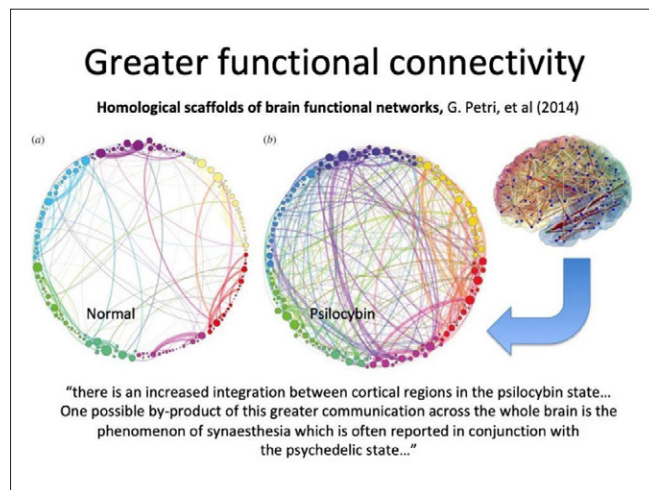 Greater functional connectivity
Homological scaffolds of brain functional networks, G. Petri, et al (2014)
(a)
(b)
Normal
Psilocybin
“there is an increased integration between cortical regions in the psilocybin state...
One possible by-product of this greater communication across the whole brain is the
phenomenon of synaesthesia which is often reported in conjunction with
the psychedelic state...”